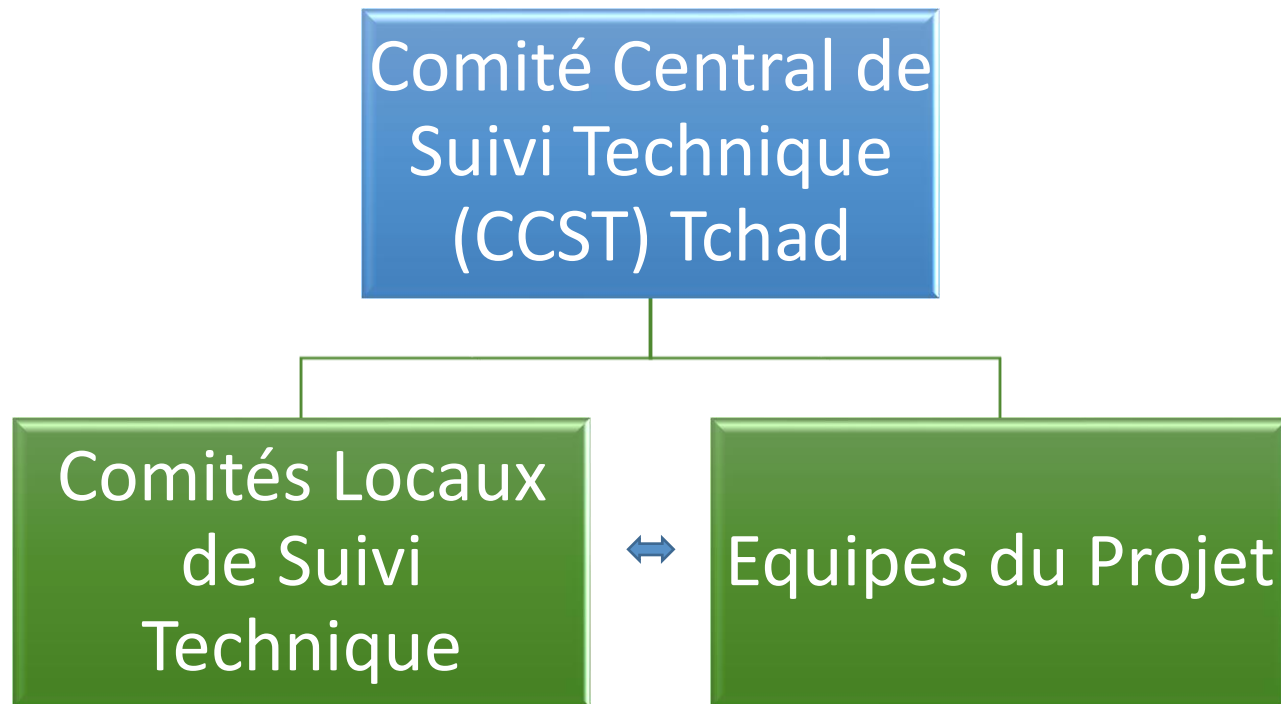 Comité Central de
Suivi Technique
(CCST) Tchad
Comités Locaux
de Suivi
Technique
Equipes du Projet